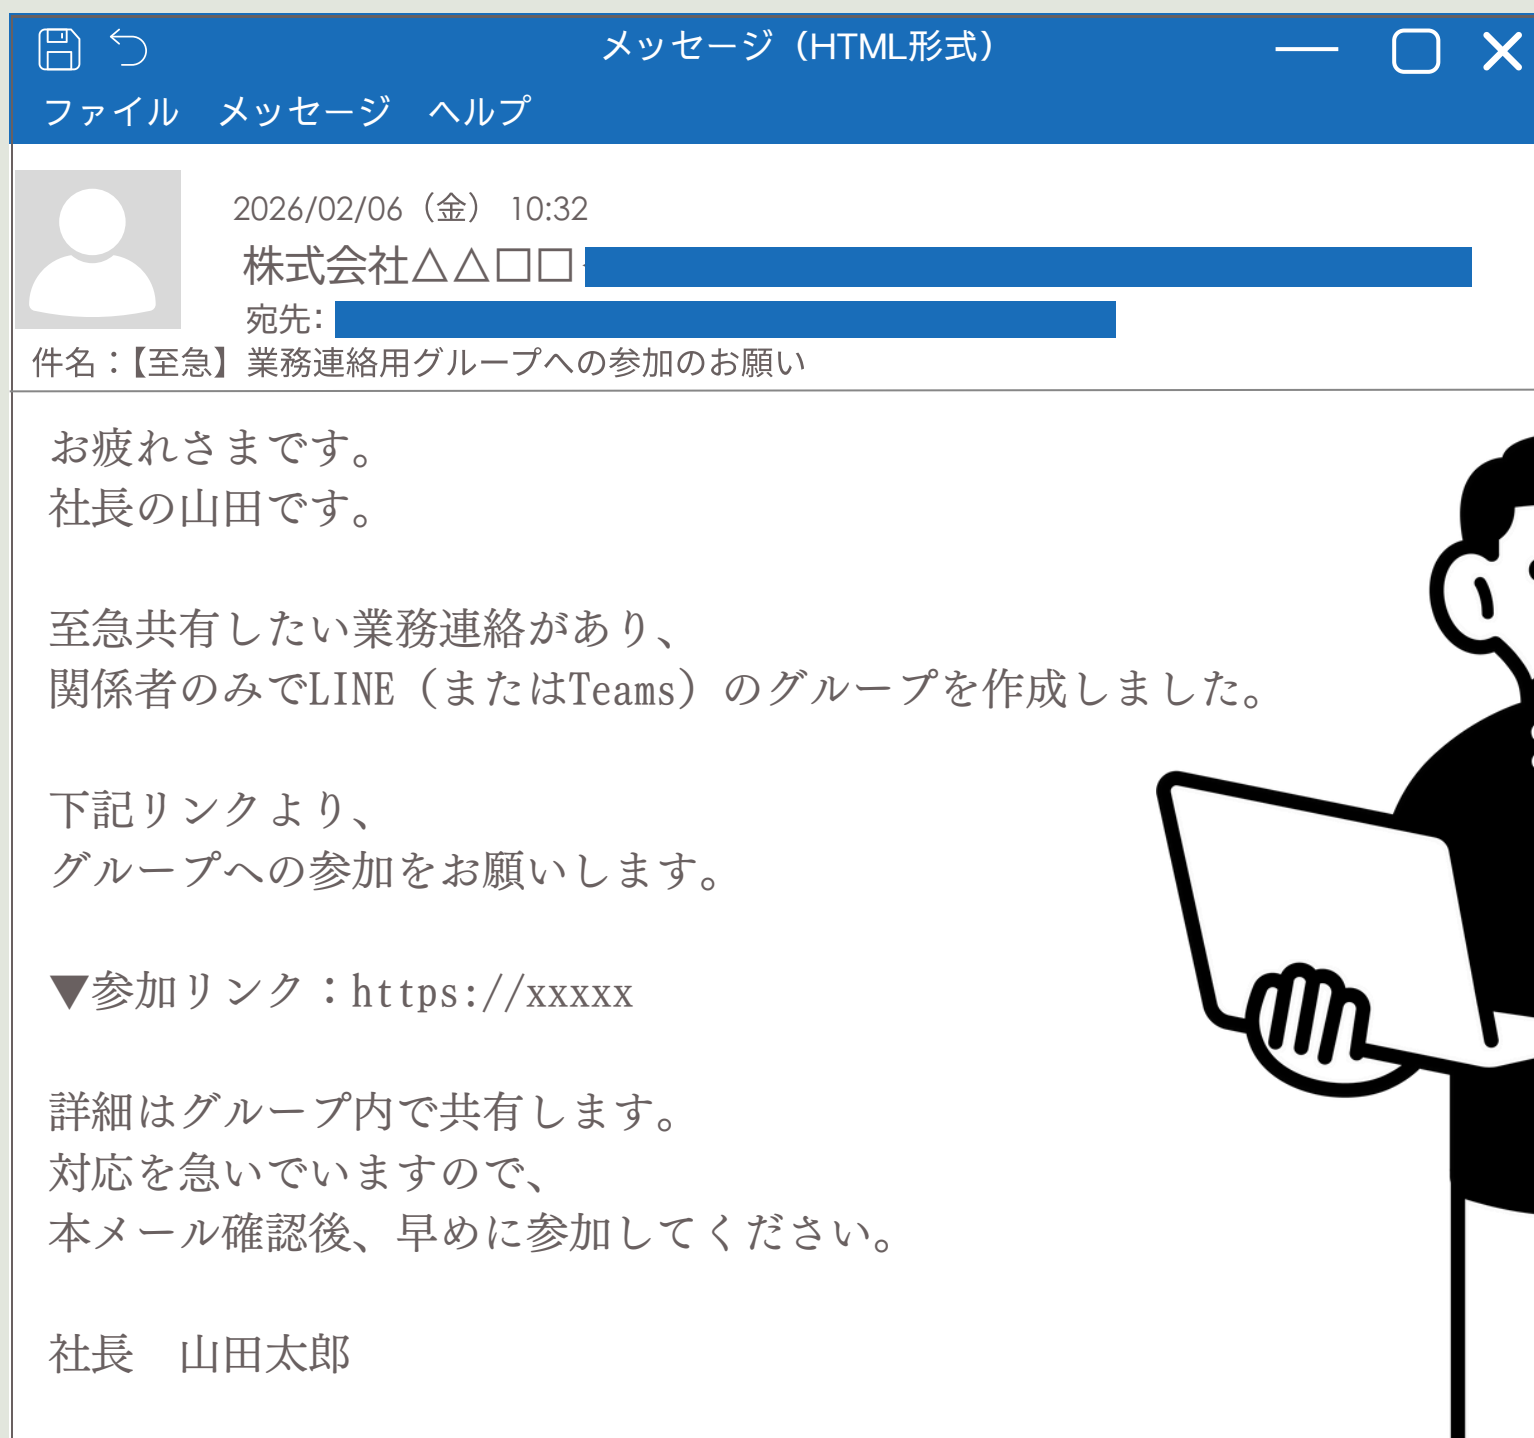 メッセージ（HTML形式）
ファイル　メッセージ　ヘルプ
2026/02/06（金） 10:32
株式会社△△□□
宛先：
件名：【至急】業務連絡用グループへの参加のお願い
お疲れさまです。
社長の山田です。
至急共有したい業務連絡があり、
関係者のみでLINE（またはTeams）のグループを作成しました。
下記リンクより、
グループへの参加をお願いします。
▼参加リンク：https://xxxxx
詳細はグループ内で共有します。
対応を急いでいますので、
本メール確認後、早めに参加してください。
社長　山田太郎